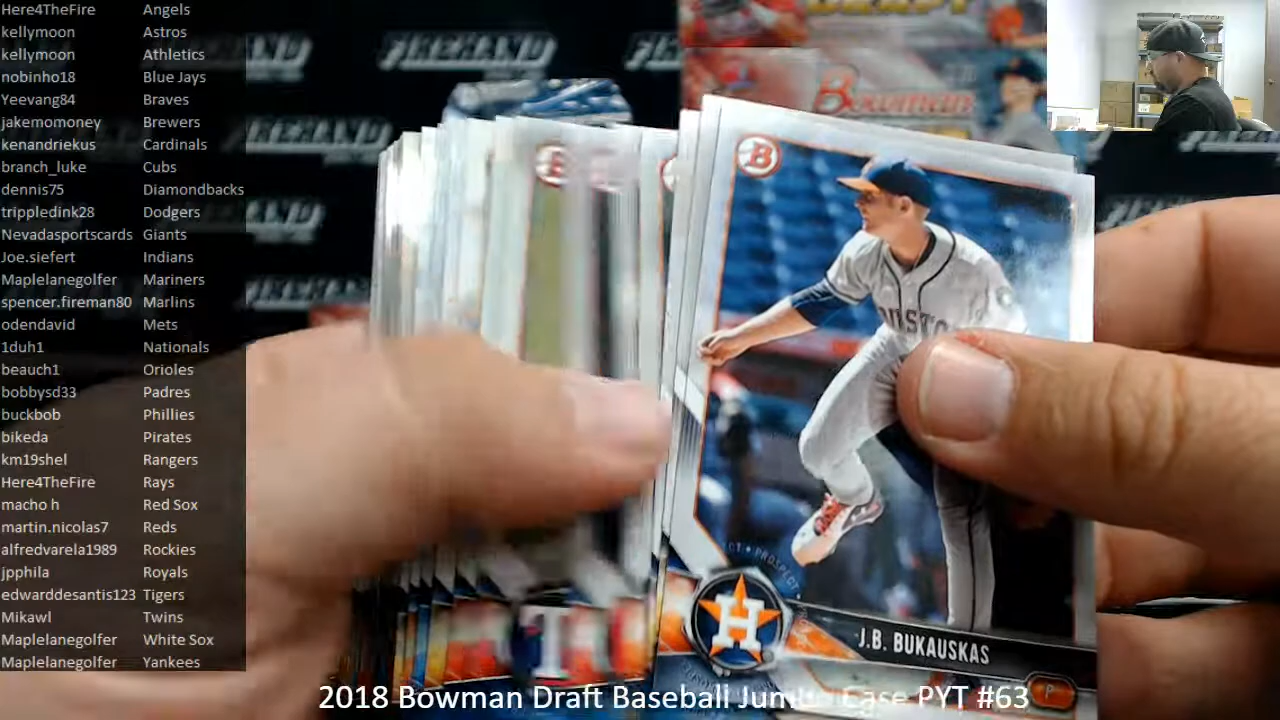 Here4TheFire Angels
kellymoon Astros
kellymoon Athletics
nobinho18 Blue Jays
Yeevang84 Braves
jakemomoney Brewers
kenandriekus Cardinals
branch_luke Cubs
dennis75 Diamondbacks
trippledink28 Dodgers
Nevadasportscards Giants
Joe.siefert Indians
Maplelanegolfer Mariners
spencer.fireman80 Marlins
odendavid Mets
1duh1 Nationals
beauch1 Orioles
bobbysd33 Padres
buckbob Phillies
bikeda Pirates
km19shel Rangers
Here4TheFire Rays
macho h Red Sox
martin.nicolas7 Reds
alfredvarela1989 Rockies
jpphila Royals
edwarddesantis123 Tigers
Mikawl Twins
Maplelanegolfer White Sox
Maplelanegolfer Yankees
FIREHAND FIREHAND
DRAFT
Bowman
B
PROSPECT
H
J.B. BUKAUSKAS
P
2018 Bowman Draft Baseball Jumbo Case PYT #63